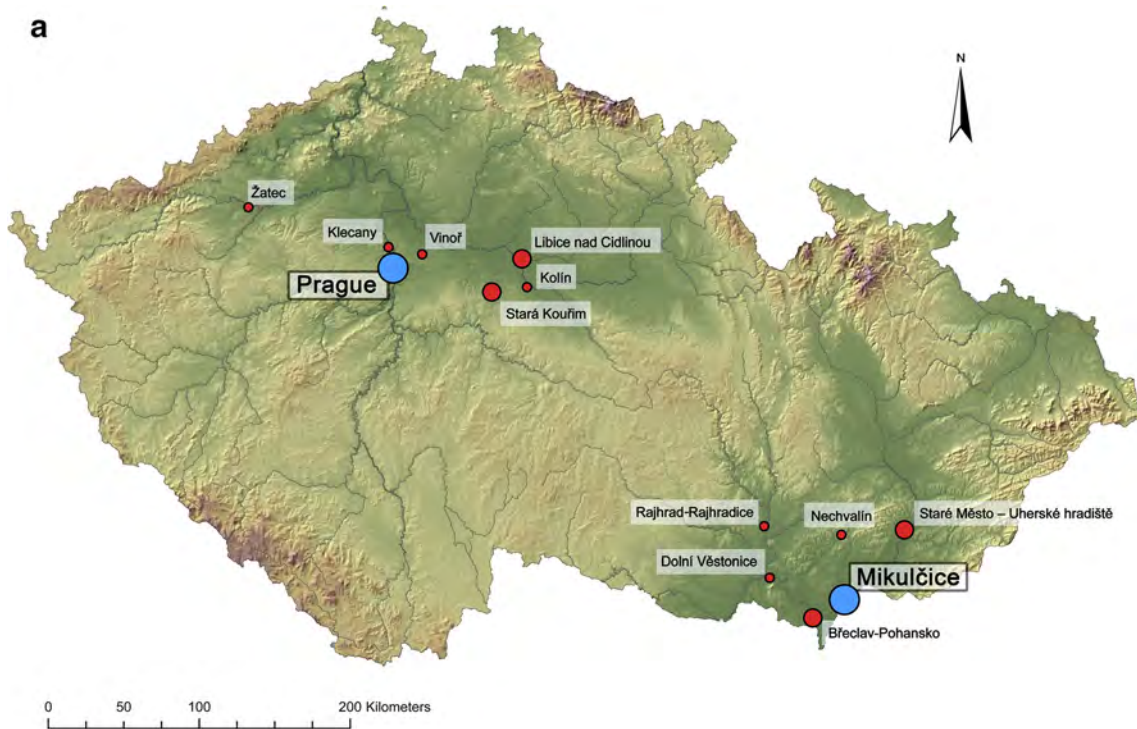 a
N
Žatec
Klecany
Vinoř
Libice nad Cidlinou
Prague
Kolín
Stará Kouřim
Rajhrad-Rajhradice
Nechvalín
Staré Město – Uherské hradiště
Dolní Věstonice
Mikulčice
Břeclav-Pohansko
0 50 100 200 Kilometers